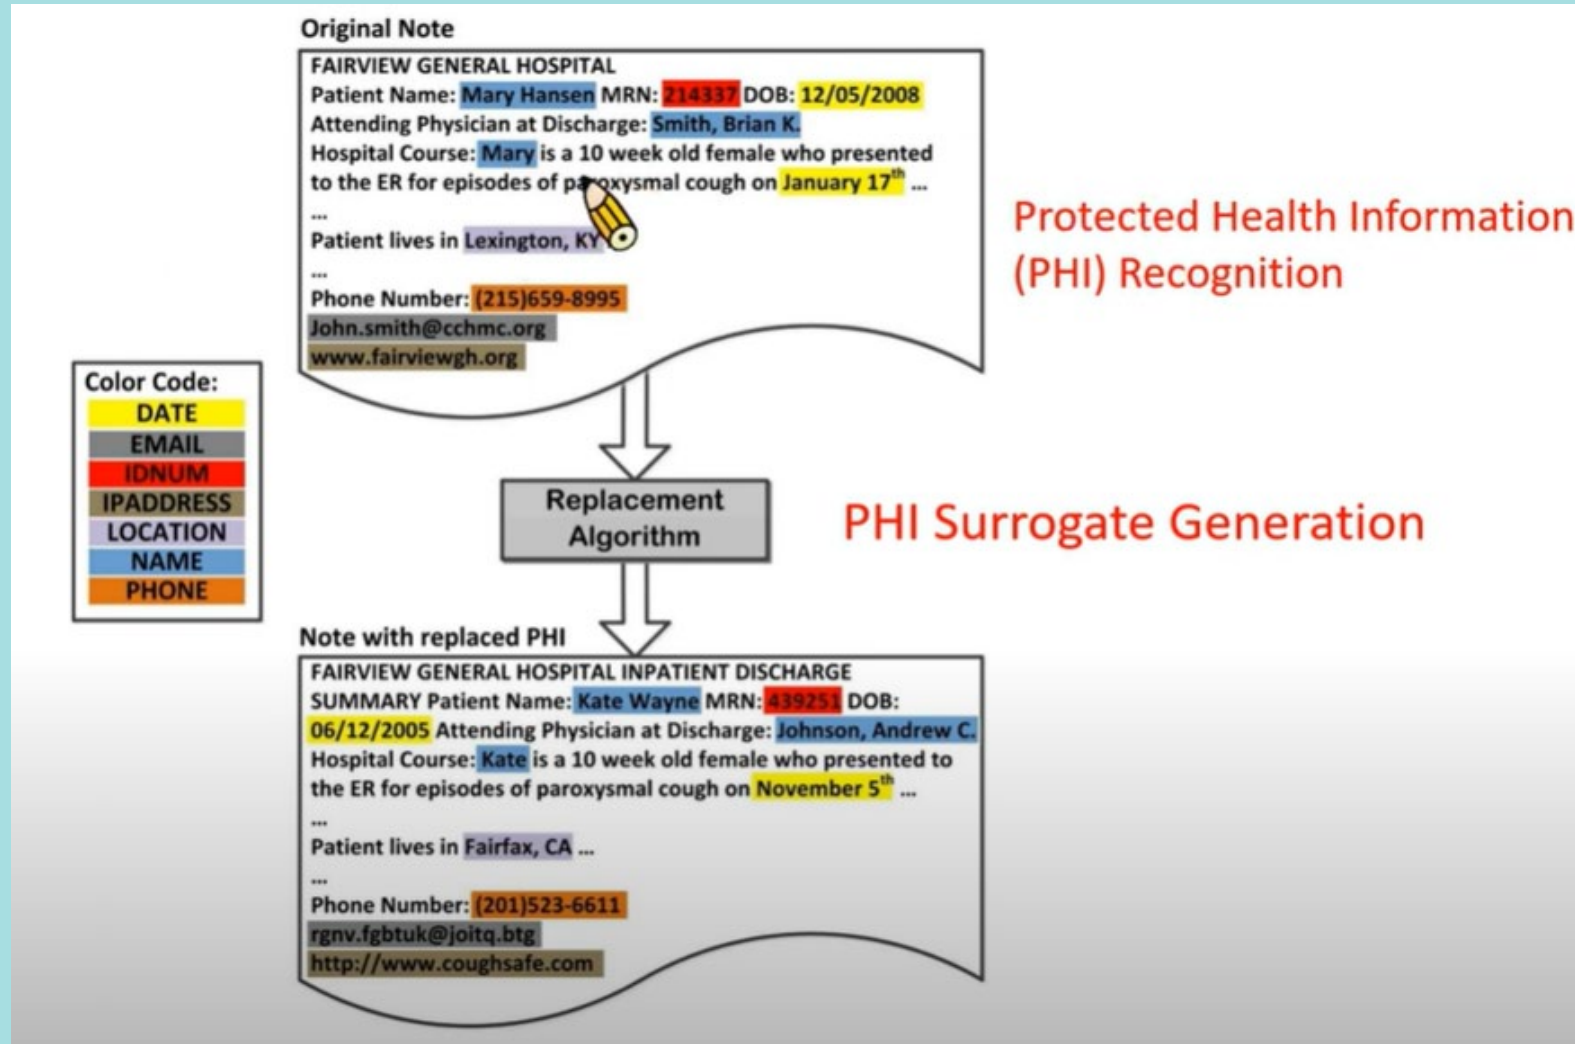 Original Note
FAIRVIEW GENERAL HOSPITAL
Patient Name: Mary Hansen MRN: 214337 DOB: 12/05/2008
Attending Physician at Discharge: Smith, Brian K.
Hospital Course: Mary is a 10 week old female who presented
to the ER for episodes of paroxysmal cough on January 17th ...
...
Patient lives in Lexington, KY
...
Phone Number: (215)659-8995
John.smith@cchmc.org
www.fairviewgh.org
Protected Health Information
(PHI) Recognition
Color Code:
DATE
EMAIL
IDNUM
IPADDRESS
LOCATION
NAME
PHONE
Replacement
Algorithm
PHI Surrogate Generation
Note with replaced PHI
FAIRVIEW GENERAL HOSPITAL INPATIENT DISCHARGE
SUMMARY Patient Name: Kate Wayne MRN: 439251 DOB:
06/12/2005 Attending Physician at Discharge: Johnson, Andrew C.
Hospital Course: Kate is a 10 week old female who presented to
the ER for episodes of paroxysmal cough on November 5th ...
...
Patient lives in Fairfax, CA ...
...
Phone Number: (201)523-6611
rgnv.fgbtuk@joitq.btg
http://www.coughsafe.com